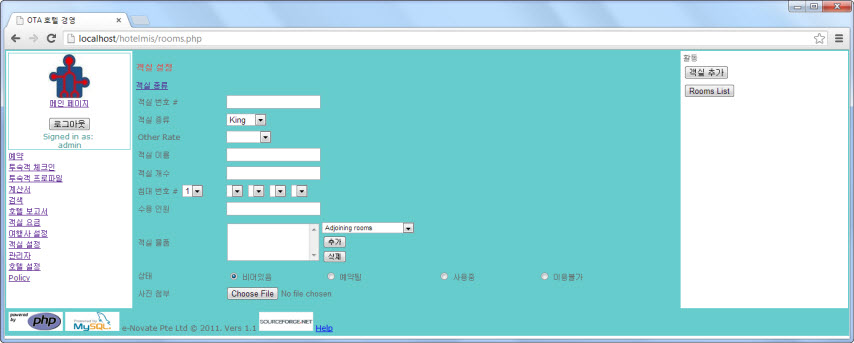 OTA 호텔 경영
localhost/hotelmis/rooms.php
메인 페이지
로그아웃
Signed in as:
admin
예약
투숙객 체크인
투숙객 프로파일
계산서
검색
호텔 보고서
객실 요금
여행사 설정
객실 설정
관리자
호텔 설정
Policy
객실 설정
객실 종류
객실 번호 #
객실 종류 King
Other Rate
객실 이름
객실 개수
침대 번호 # 1
수용 인원
객실 물품 Adjoining rooms
추가
삭제
상태 비어있음 예약됨 사용중 이용불가
사진 첨부 Choose File No file chosen
활동
객실 추가
Rooms List
powered by php Powered by MySQL e-Novate Pte Ltd © 2011. Vers 1.1 SOURCEFORGE.NET Help